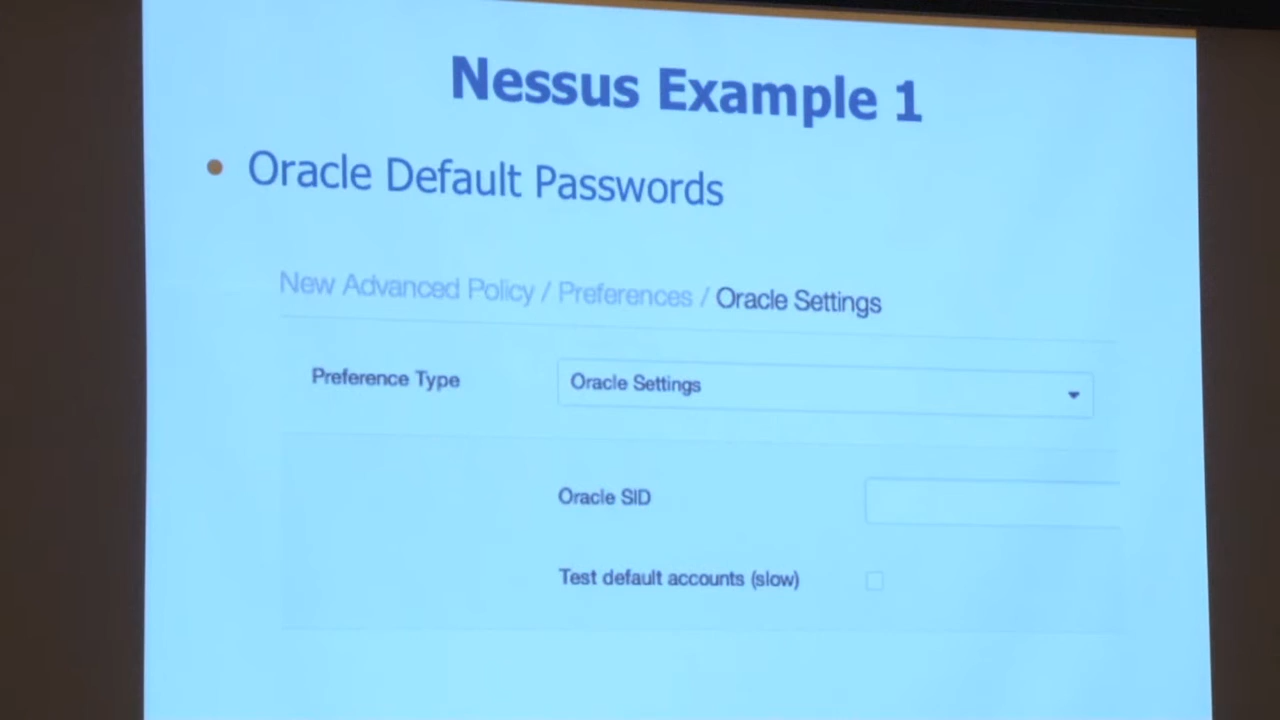 Nessus Example 1
• Oracle Default Passwords
New Advanced Policy / Preferences / Oracle Settings
Preference Type Oracle Settings
Oracle SID
Test default accounts (slow)